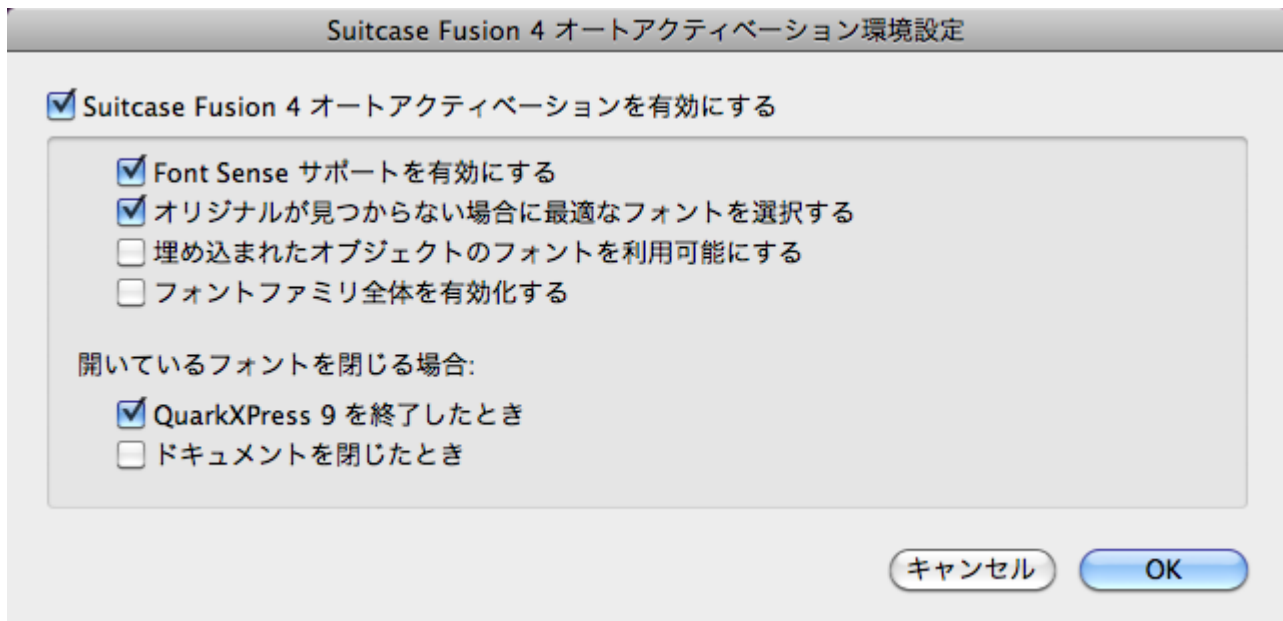 Suitcase Fusion 4 オートアクティベーション環境設定
Suitcase Fusion 4 オートアクティベーションを有効にする
Font Sense サポートを有効にする
オリジナルが見つからない場合に最適なフォントを選択する
埋め込まれたオブジェクトのフォントを利用可能にする
フォントファミリ全体を有効化する
開いているフォントを閉じる場合:
QuarkXPress 9 を終了したとき
ドキュメントを閉じたとき
キャンセル OK